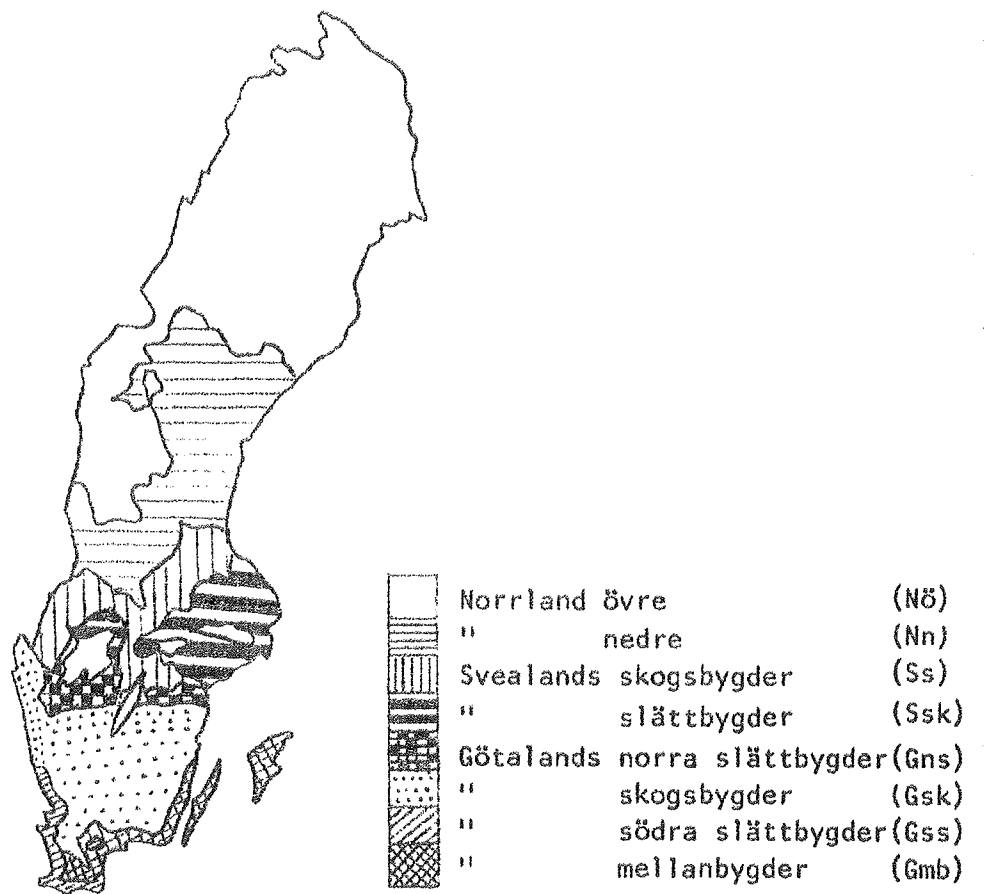 Norrland övre (Nö)
" nedre (Nn)
Svealands skogsbygder (Ss)
" slättbygder (Ssk)
Götalands norra slättbygder(Gns)
" skogsbygder (Gsk)
" södra slättbygder(Gss)
" mellanbygder (Gmb)